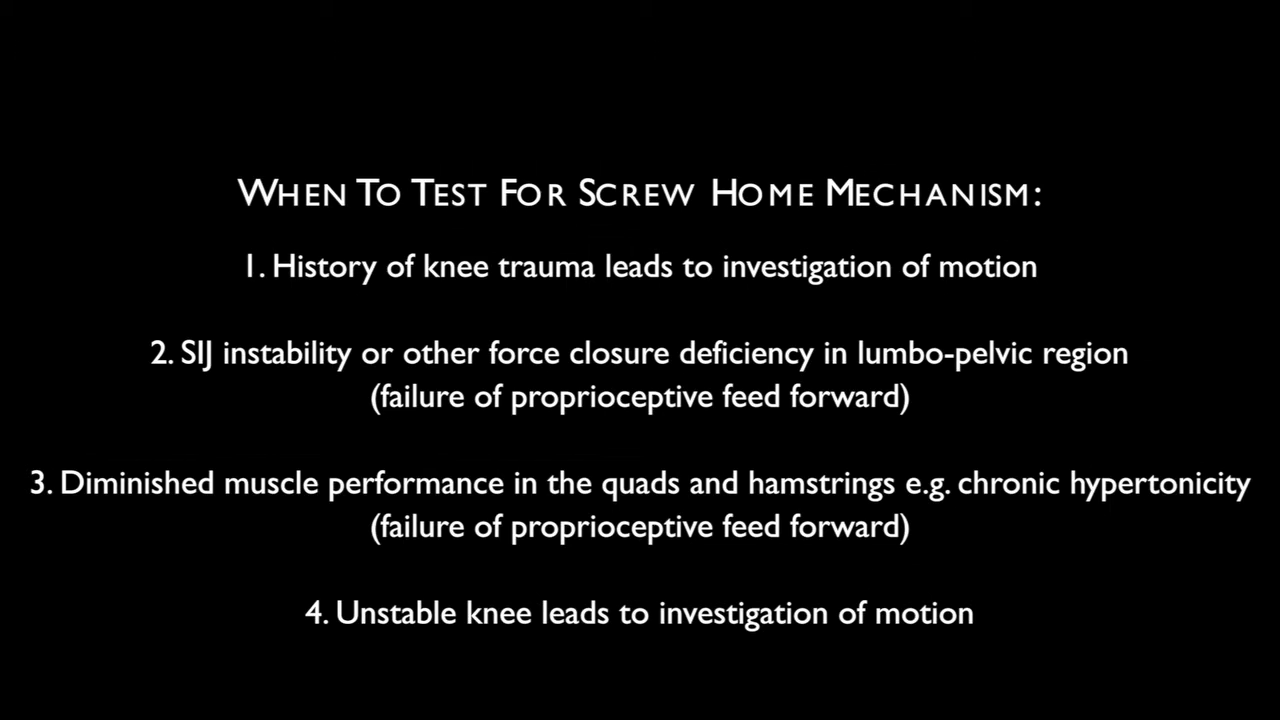 When To Test For Screw Home Mechanism:
1. History of knee trauma leads to investigation of motion
2. SIJ instability or other force closure deficiency in lumbo-pelvic region
(failure of proprioceptive feed forward)
3. Diminished muscle performance in the quads and hamstrings e.g. chronic hypertonicity
(failure of proprioceptive feed forward)
4. Unstable knee leads to investigation of motion